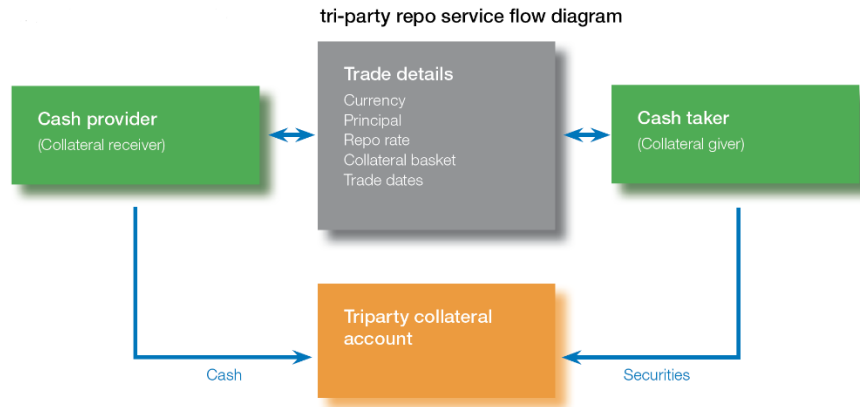 tri-party repo service flow diagram
Trade details
Currency
Principal
Repo rate
Collateral basket
Trade dates
Cash provider
(Collateral receiver)
Cash taker
(Collateral giver)
Triparty collateral
account
Cash
Securities